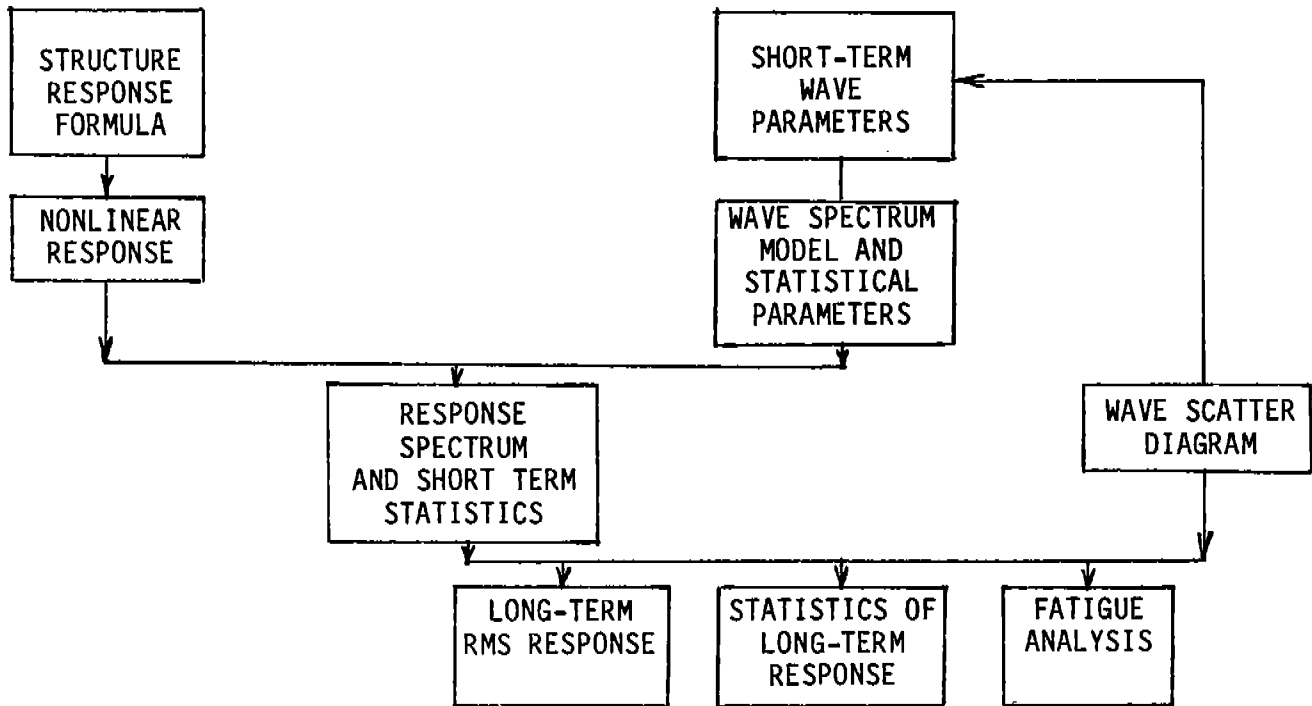 STRUCTURE
RESPONSE
FORMULA
SHORT-TERM
WAVE
PARAMETERS
NONLINEAR
RESPONSE
WAVE SPECTRUM
MODEL AND
STATISTICAL
PARAMETERS
RESPONSE
SPECTRUM
AND SHORT TERM
STATISTICS
WAVE SCATTER
DIAGRAM
LONG-TERM
RMS RESPONSE
STATISTICS OF
LONG-TERM
RESPONSE
FATIGUE
ANALYSIS